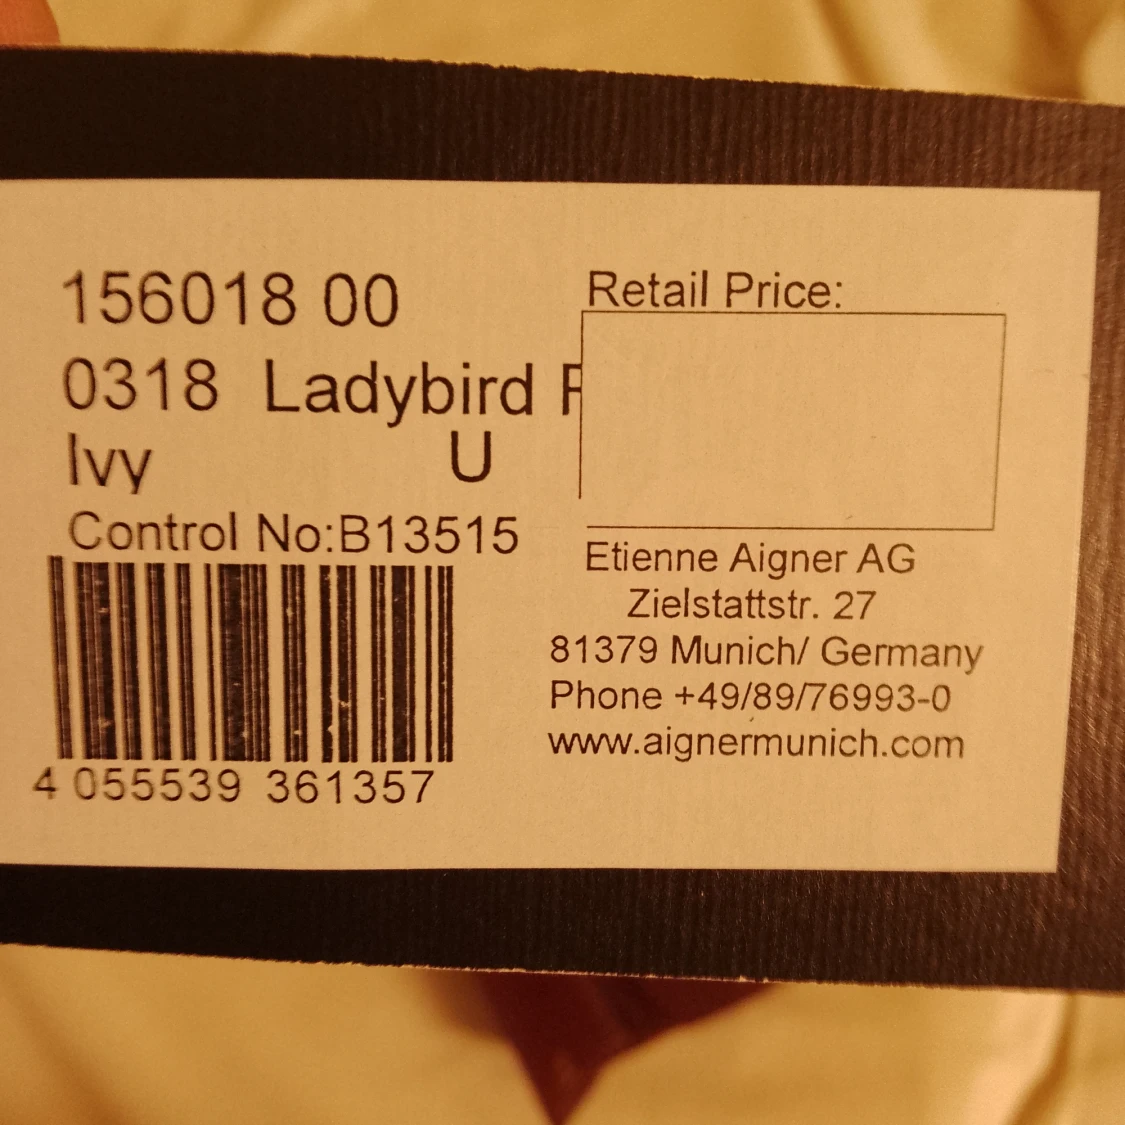 156018 00
0318 Ladybird
Ivy U
Control No:B13515
4 055539 361357
Retail Price:
Etienne Aigner AG
Zielstattstr. 27
81379 Munich/ Germany
Phone +49/89/76993-0
www.aignermunich.com